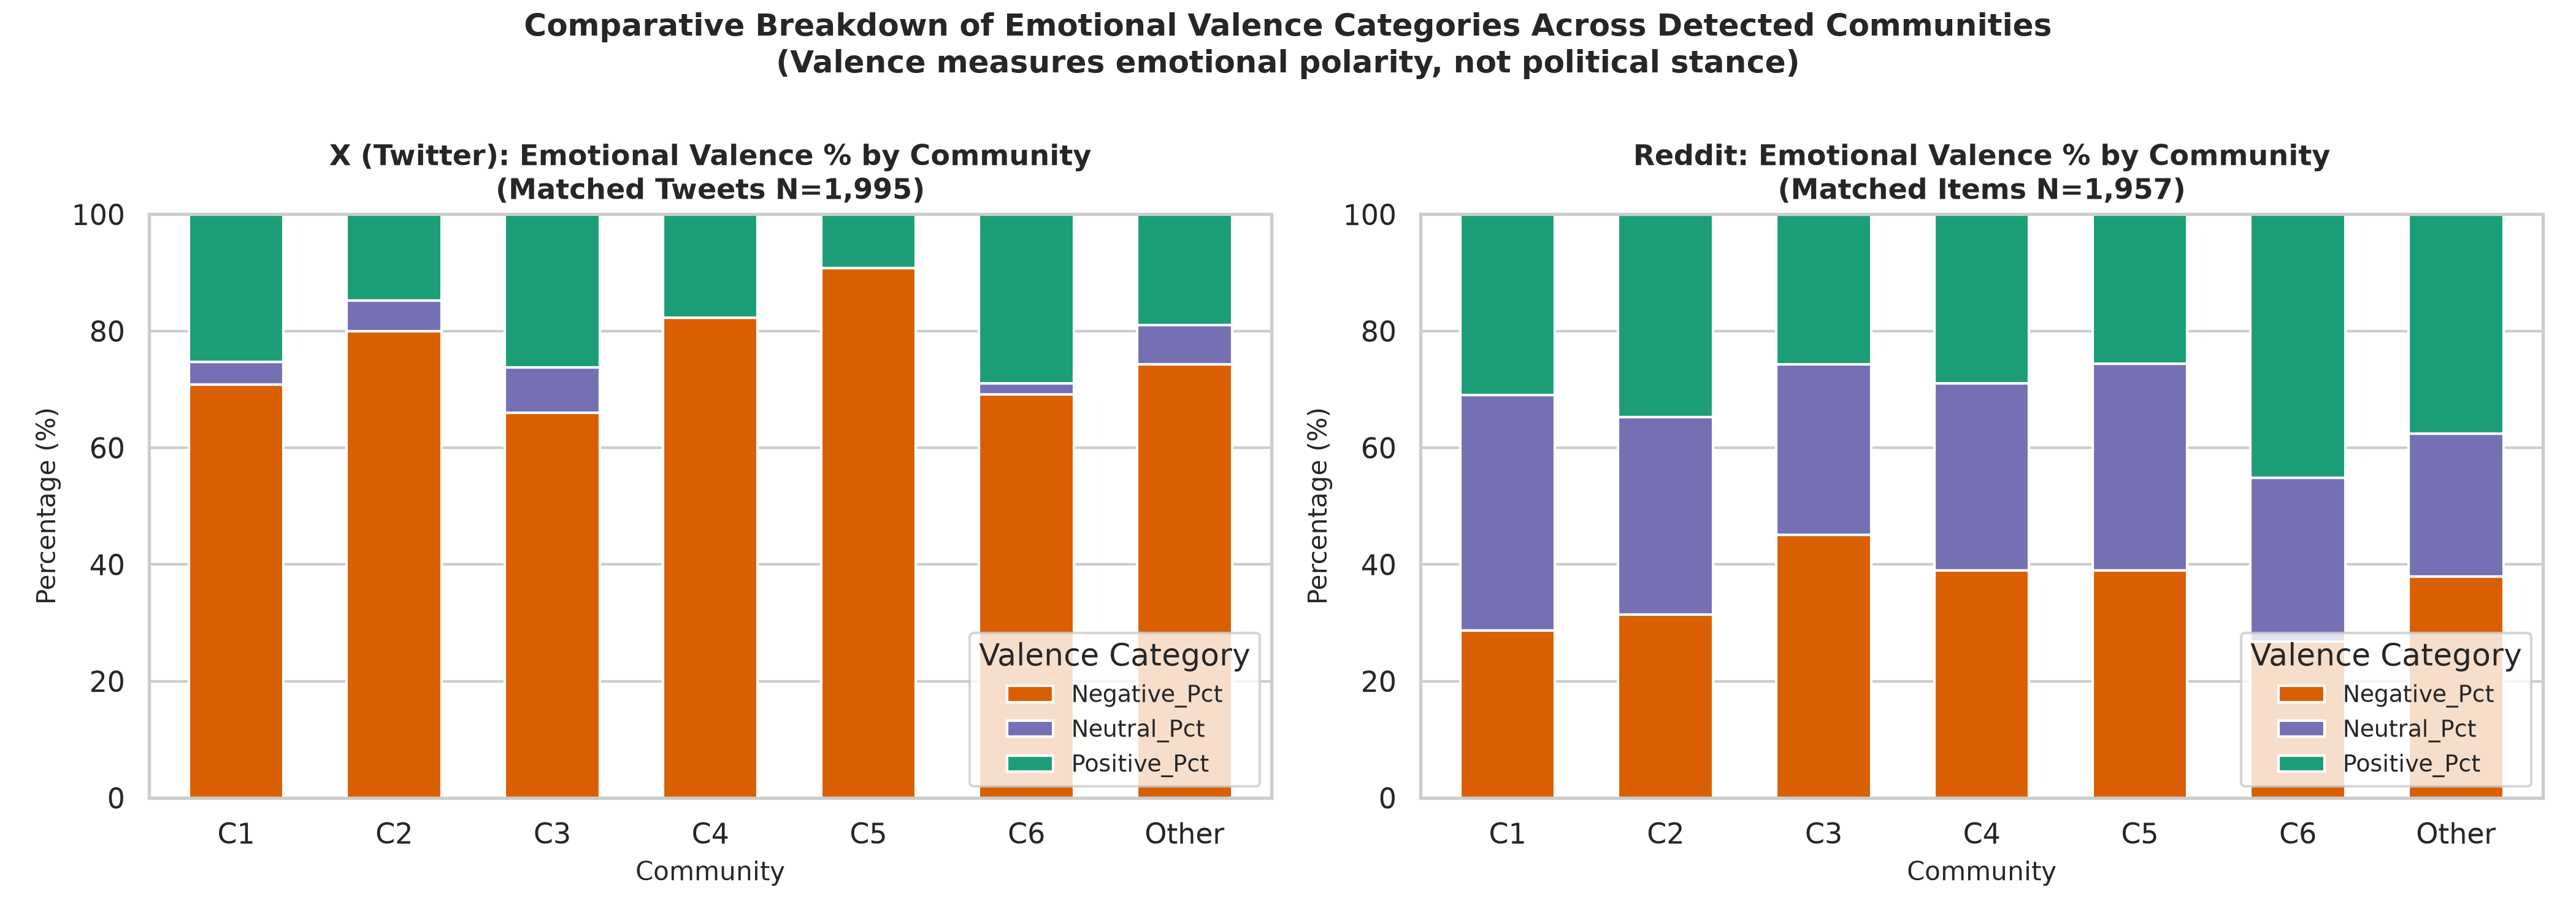 Comparative Breakdown of Emotional Valence Categories Across Detected Communities
(Valence measures emotional polarity, not political stance)
X (Twitter): Emotional Valence % by Community
(Matched Tweets N=1,995)
100
80
60
40
20
0
Percentage (%)
C1 C2 C3 C4 C5 C6 Other
Community
Valence Category
Negative_Pct
Neutral_Pct
Positive_Pct
Reddit: Emotional Valence % by Community
(Matched Items N=1,957)
100
80
60
40
20
0
Percentage (%)
C1 C2 C3 C4 C5 C6 Other
Community
Valence Category
Negative_Pct
Neutral_Pct
Positive_Pct